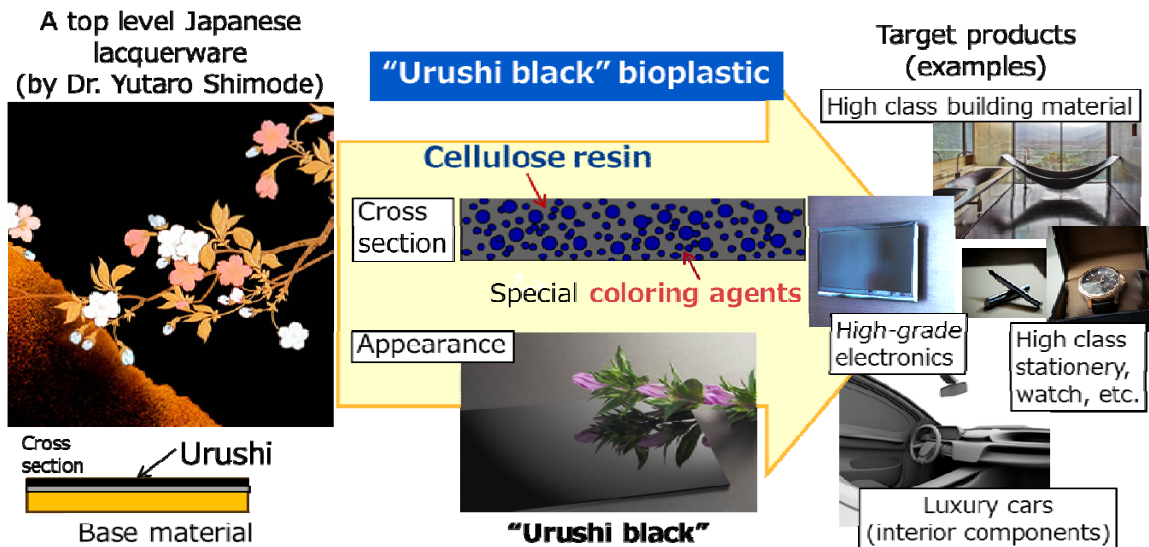 A top level Japanese
lacquerware
(by Dr. Yutaro Shimode)
Cross
section
Urushi
Base material
“Urushi black” bioplastic
Cellulose resin
Cross
section
Special coloring agents
Appearance
“Urushi black”
Target products
(examples)
High class building material
High-grade
electronics
High class
stationery,
watch, etc.
Luxury cars
(interior components)